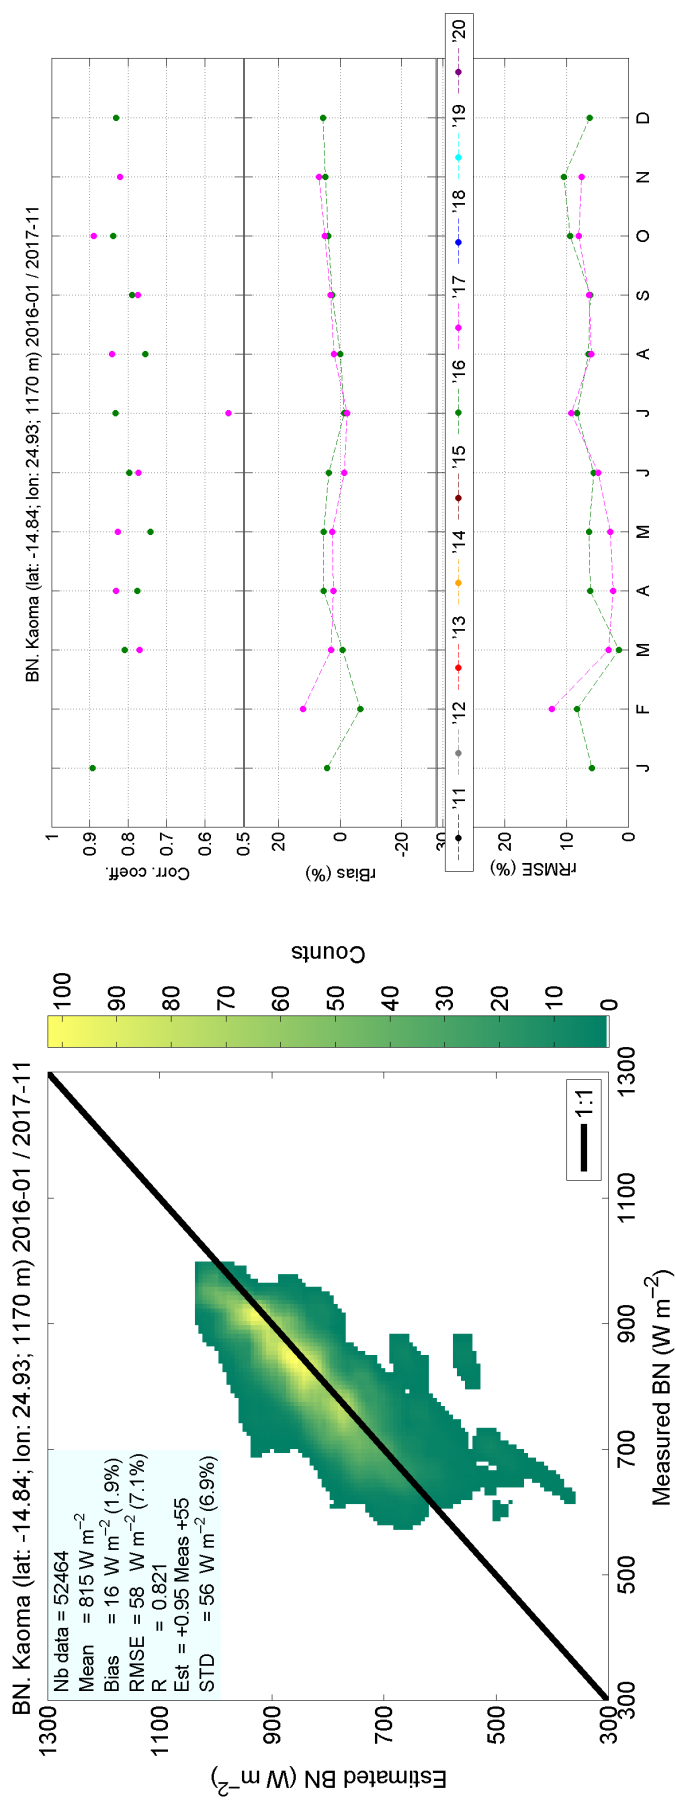 BN. Kaoma (lat: -14.84; lon: 24.93; 1170 m) 2016-01 / 2017-11
Nb data = 52464
Mean = 815 W m−2
Bias = 16 W m−2 (1.9%)
RMSE = 58 W m−2 (7.1%)
R = 0.821
Est = +0.95 Meas +55
STD = 56 W m−2 (6.9%)
1300
1100
900
700
500
300
Estimated BN (W m−2)
300
500
700
900
1100
1300
Measured BN (W m−2)
1:1
100
90
80
70
60
50
40
30
20
10
0
Counts
BN. Kaoma (lat: -14.84; lon: 24.93; 1170 m) 2016-01 / 2017-11
1
0.9
0.8
0.7
0.6
0.5
Corr. coeff.
20
0
-20
rBias (%)
'11 '12 '13 '14 '15 '16 '17 '18 '19 '20
30
20
10
0
rRMSE (%)
J F M A M J J A S O N D